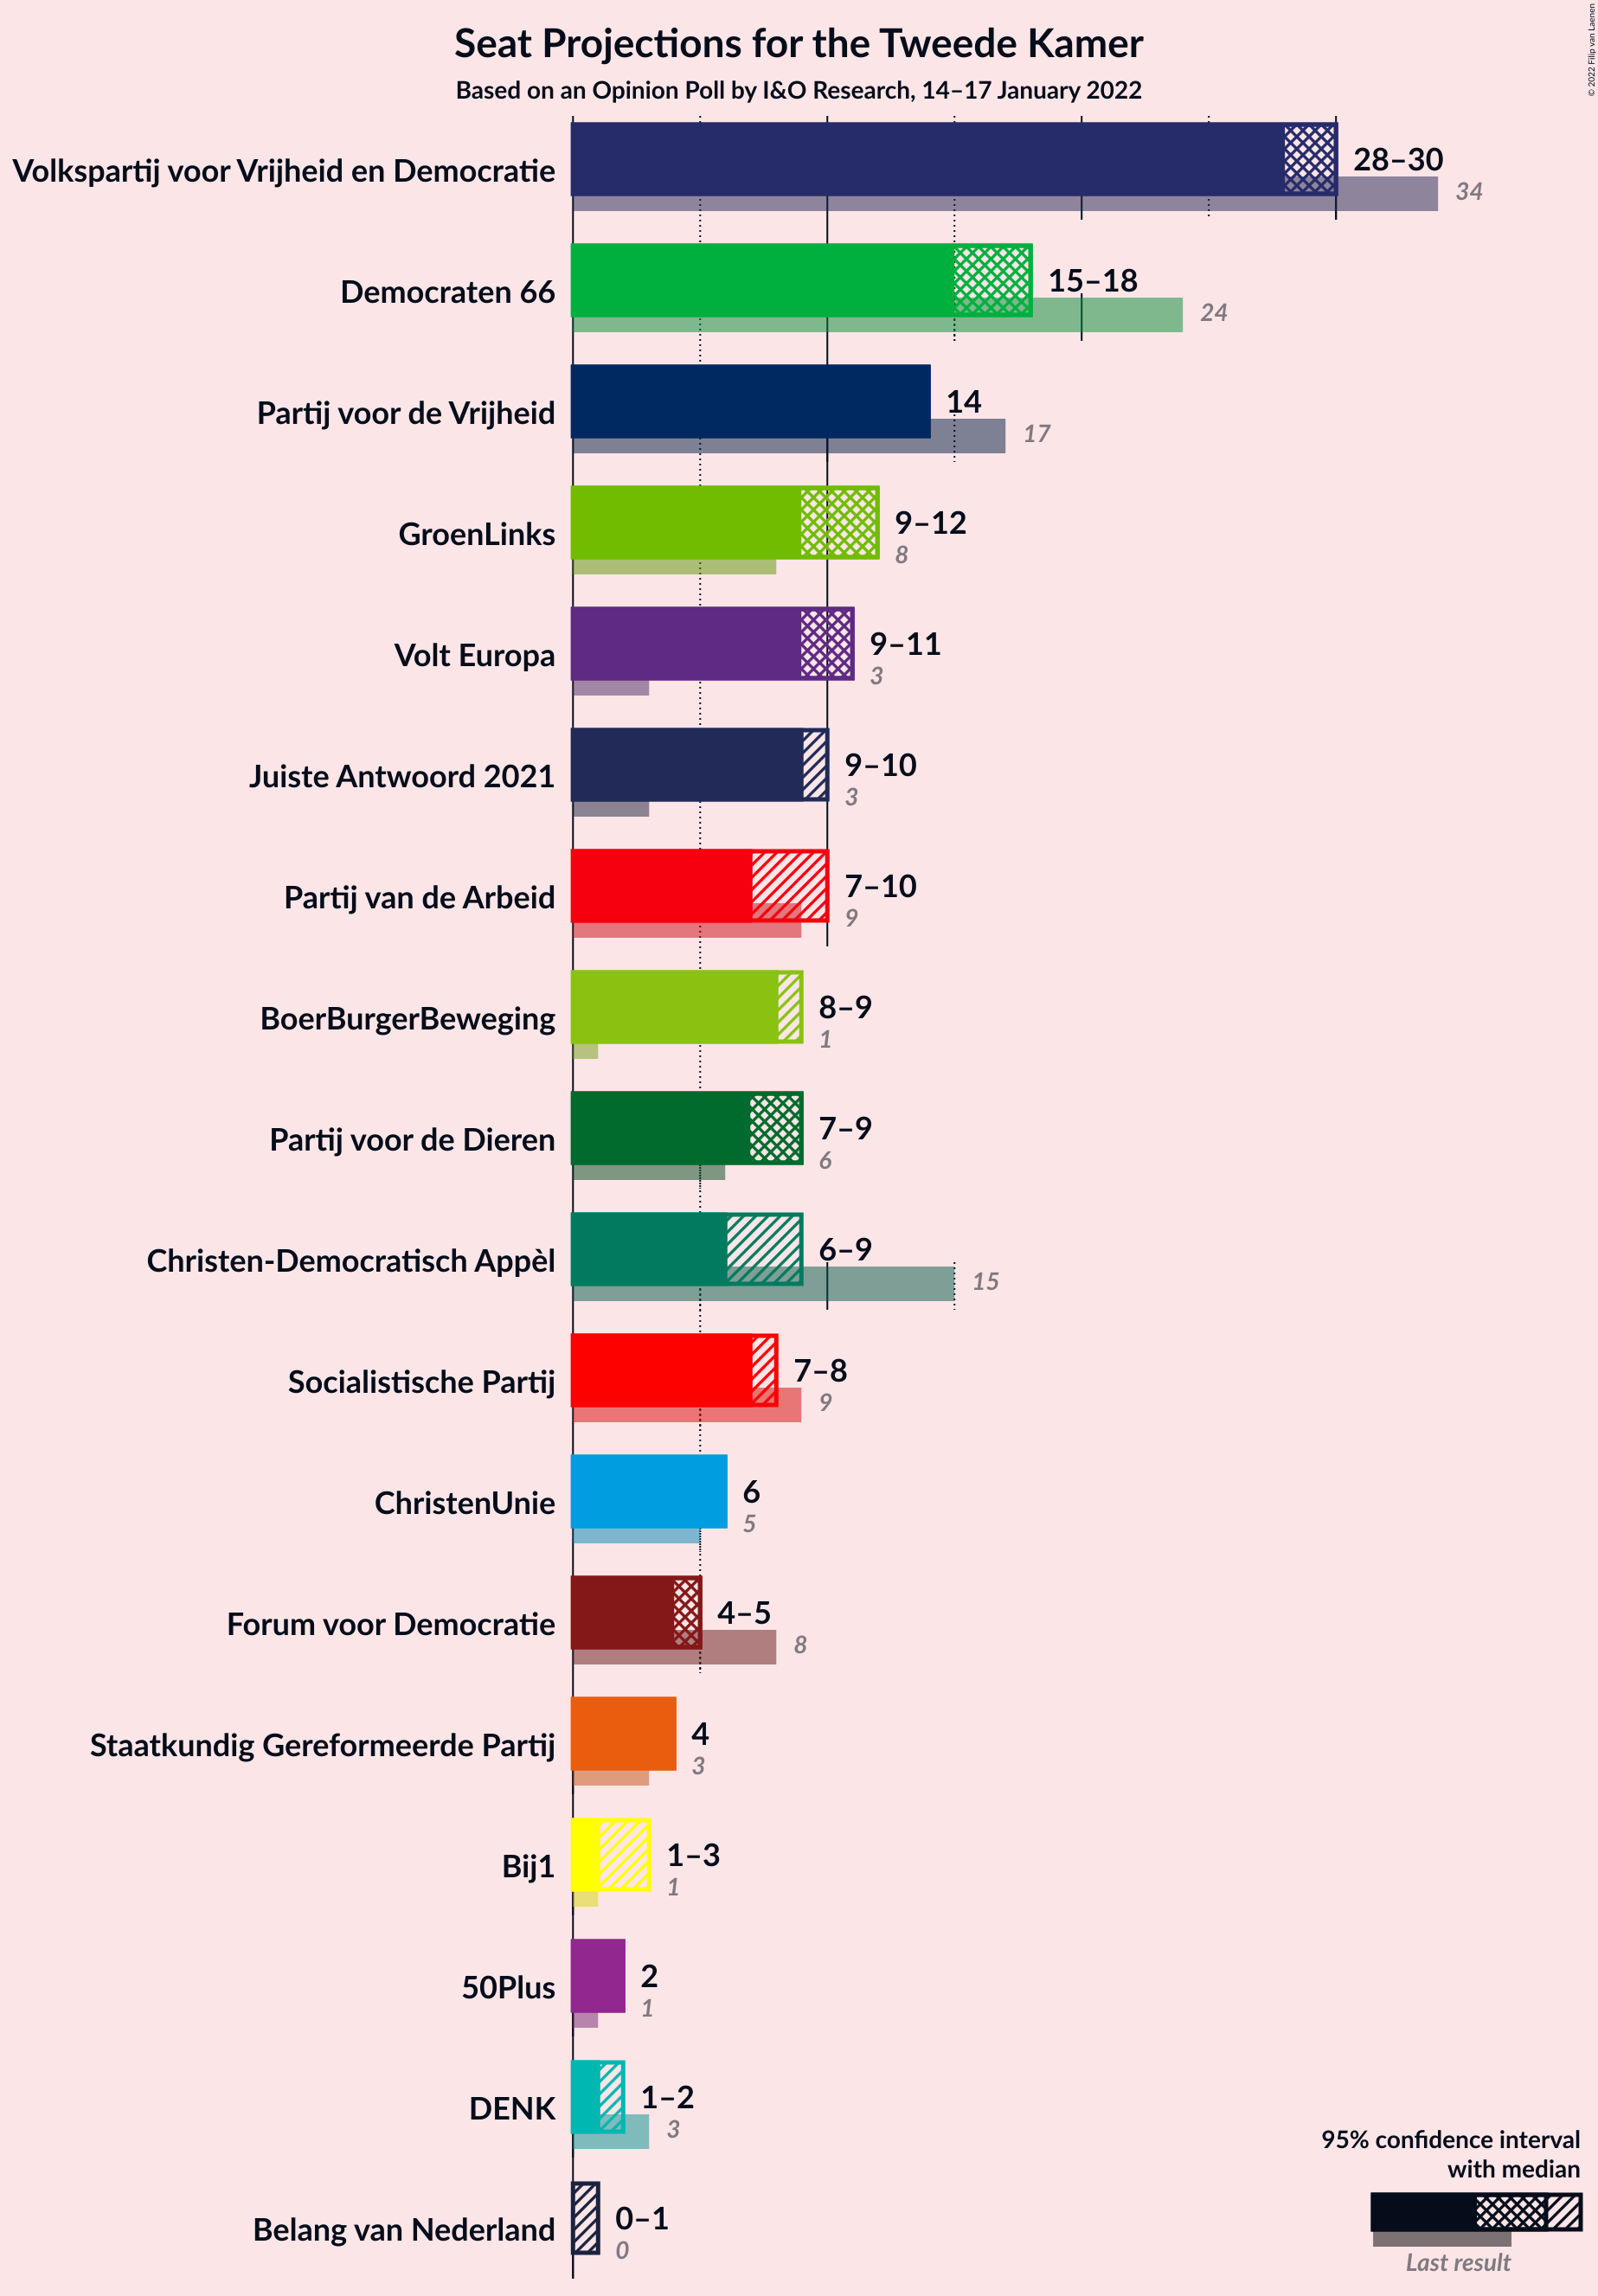 Seat Projections for the Tweede Kamer
Based on an Opinion Poll by I&O Research, 14–17 January 2022
© 2022 Filip van Laenen
Volkspartij voor Vrijheid en Democratie
28–30
34
Democraten 66
15–18
24
Partij voor de Vrijheid
14
17
GroenLinks
9–12
8
Volt Europa
9–11
3
Juiste Antwoord 2021
9–10
3
Partij van de Arbeid
7–10
9
BoerBurgerBeweging
8–9
1
Partij voor de Dieren
7–9
6
Christen-Democratisch Appèl
6–9
15
Socialistische Partij
7–8
9
ChristenUnie
6
5
Forum voor Democratie
4–5
8
Staatkundig Gereformeerde Partij
4
3
Bij1
1–3
1
50Plus
2
1
DENK
1–2
3
Belang van Nederland
0–1
0
95% confidence interval
with median
Last result